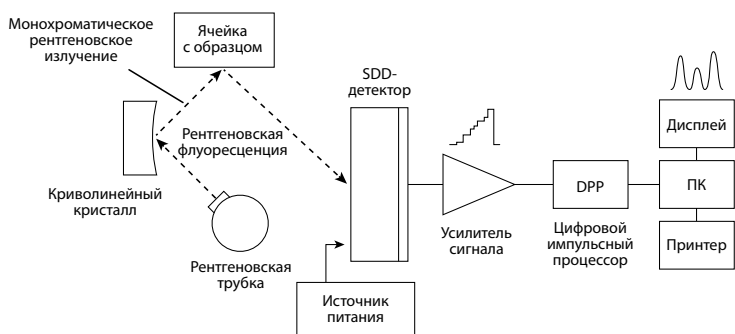 Монохроматическое
рентгеновское
излучение
Ячейка
с образцом
SDD-
детектор
Дисплей
Рентгеновская
флуоресценция
Криволинейный
кристалл
DPP
ПК
Усилитель
сигнала
Цифровой
импульсный
процессор
Принтер
Рентгеновская
трубка
Источник
питания